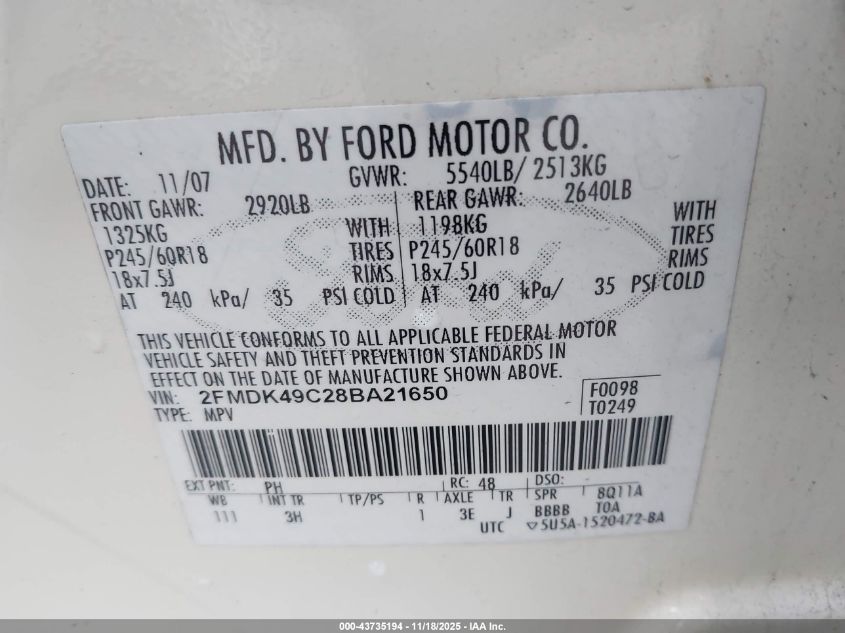 MFD. BY FORD MOTOR CO.
DATE: 11/07 GVWR: 5540LB/ 2513KG
FRONT GAWR: 2920LB REAR GAWR: 2640LB
1325KG WITH 1198KG WITH
P245/60R18 TIRES P245/60R18 TIRES
18x7.5J RIMS 18x7.5J RIMS
AT 240 kPa/ 35 PSI COLD AT 240 kPa/ 35 PSI COLD
THIS VEHICLE CONFORMS TO ALL APPLICABLE FEDERAL MOTOR
VEHICLE SAFETY AND THEFT PREVENTION STANDARDS IN
EFFECT ON THE DATE OF MANUFACTURE SHOWN ABOVE.
VIN: 2FMDK49C28BA21650 F0098
TYPE: MPV T0249
EXT PNT: PH RC: 48 DSO:
WB INT TR TP/PS R AXLE TR SPR 8Q11A
111 3H 1 3E J BBBB T0A
UTC ▽5U5A-1520472-BA
000-43735194 - 11/18/2025 - IAA Inc.